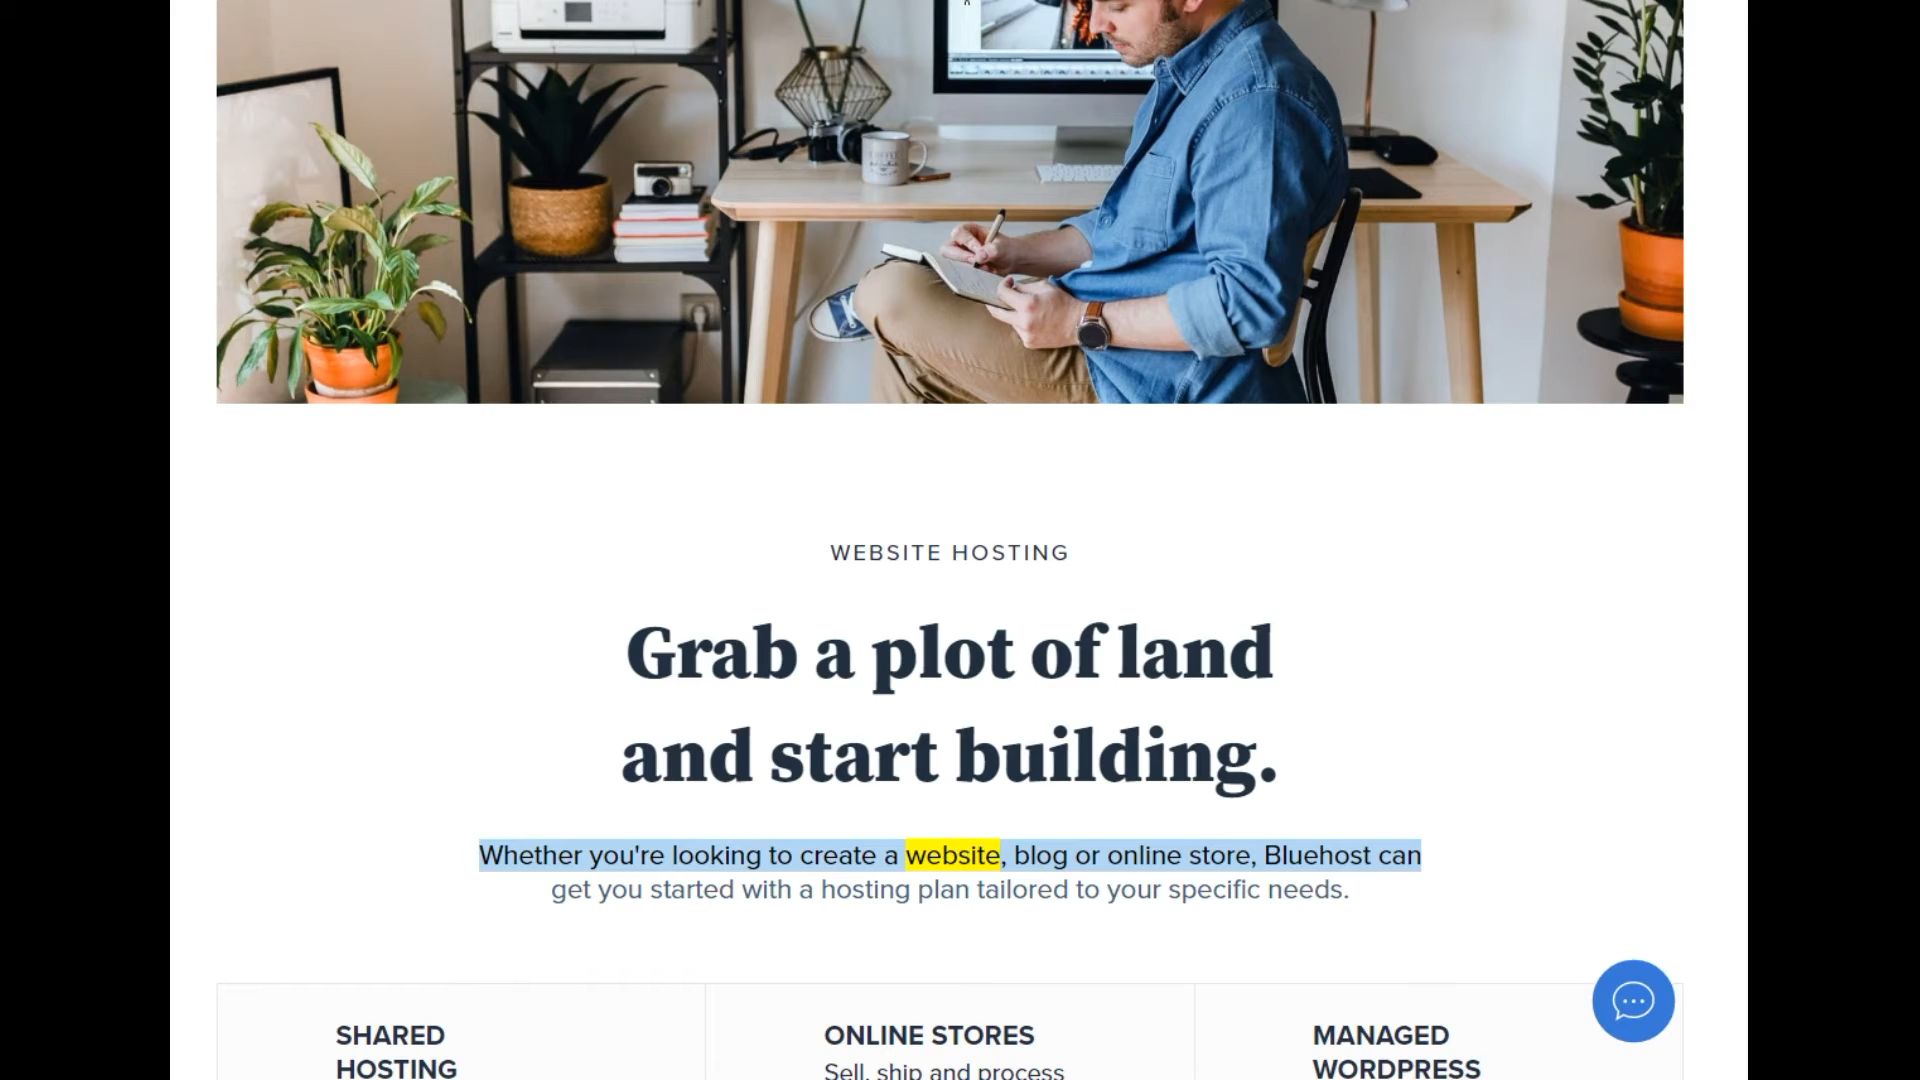 WEBSITE HOSTING
Grab a plot of land
and start building.
Whether you're looking to create a website, blog or online store, Bluehost can
get you started with a hosting plan tailored to your specific needs.
SHARED
HOSTING
ONLINE STORES
Sell, ship and process
MANAGED
WORDPRESS